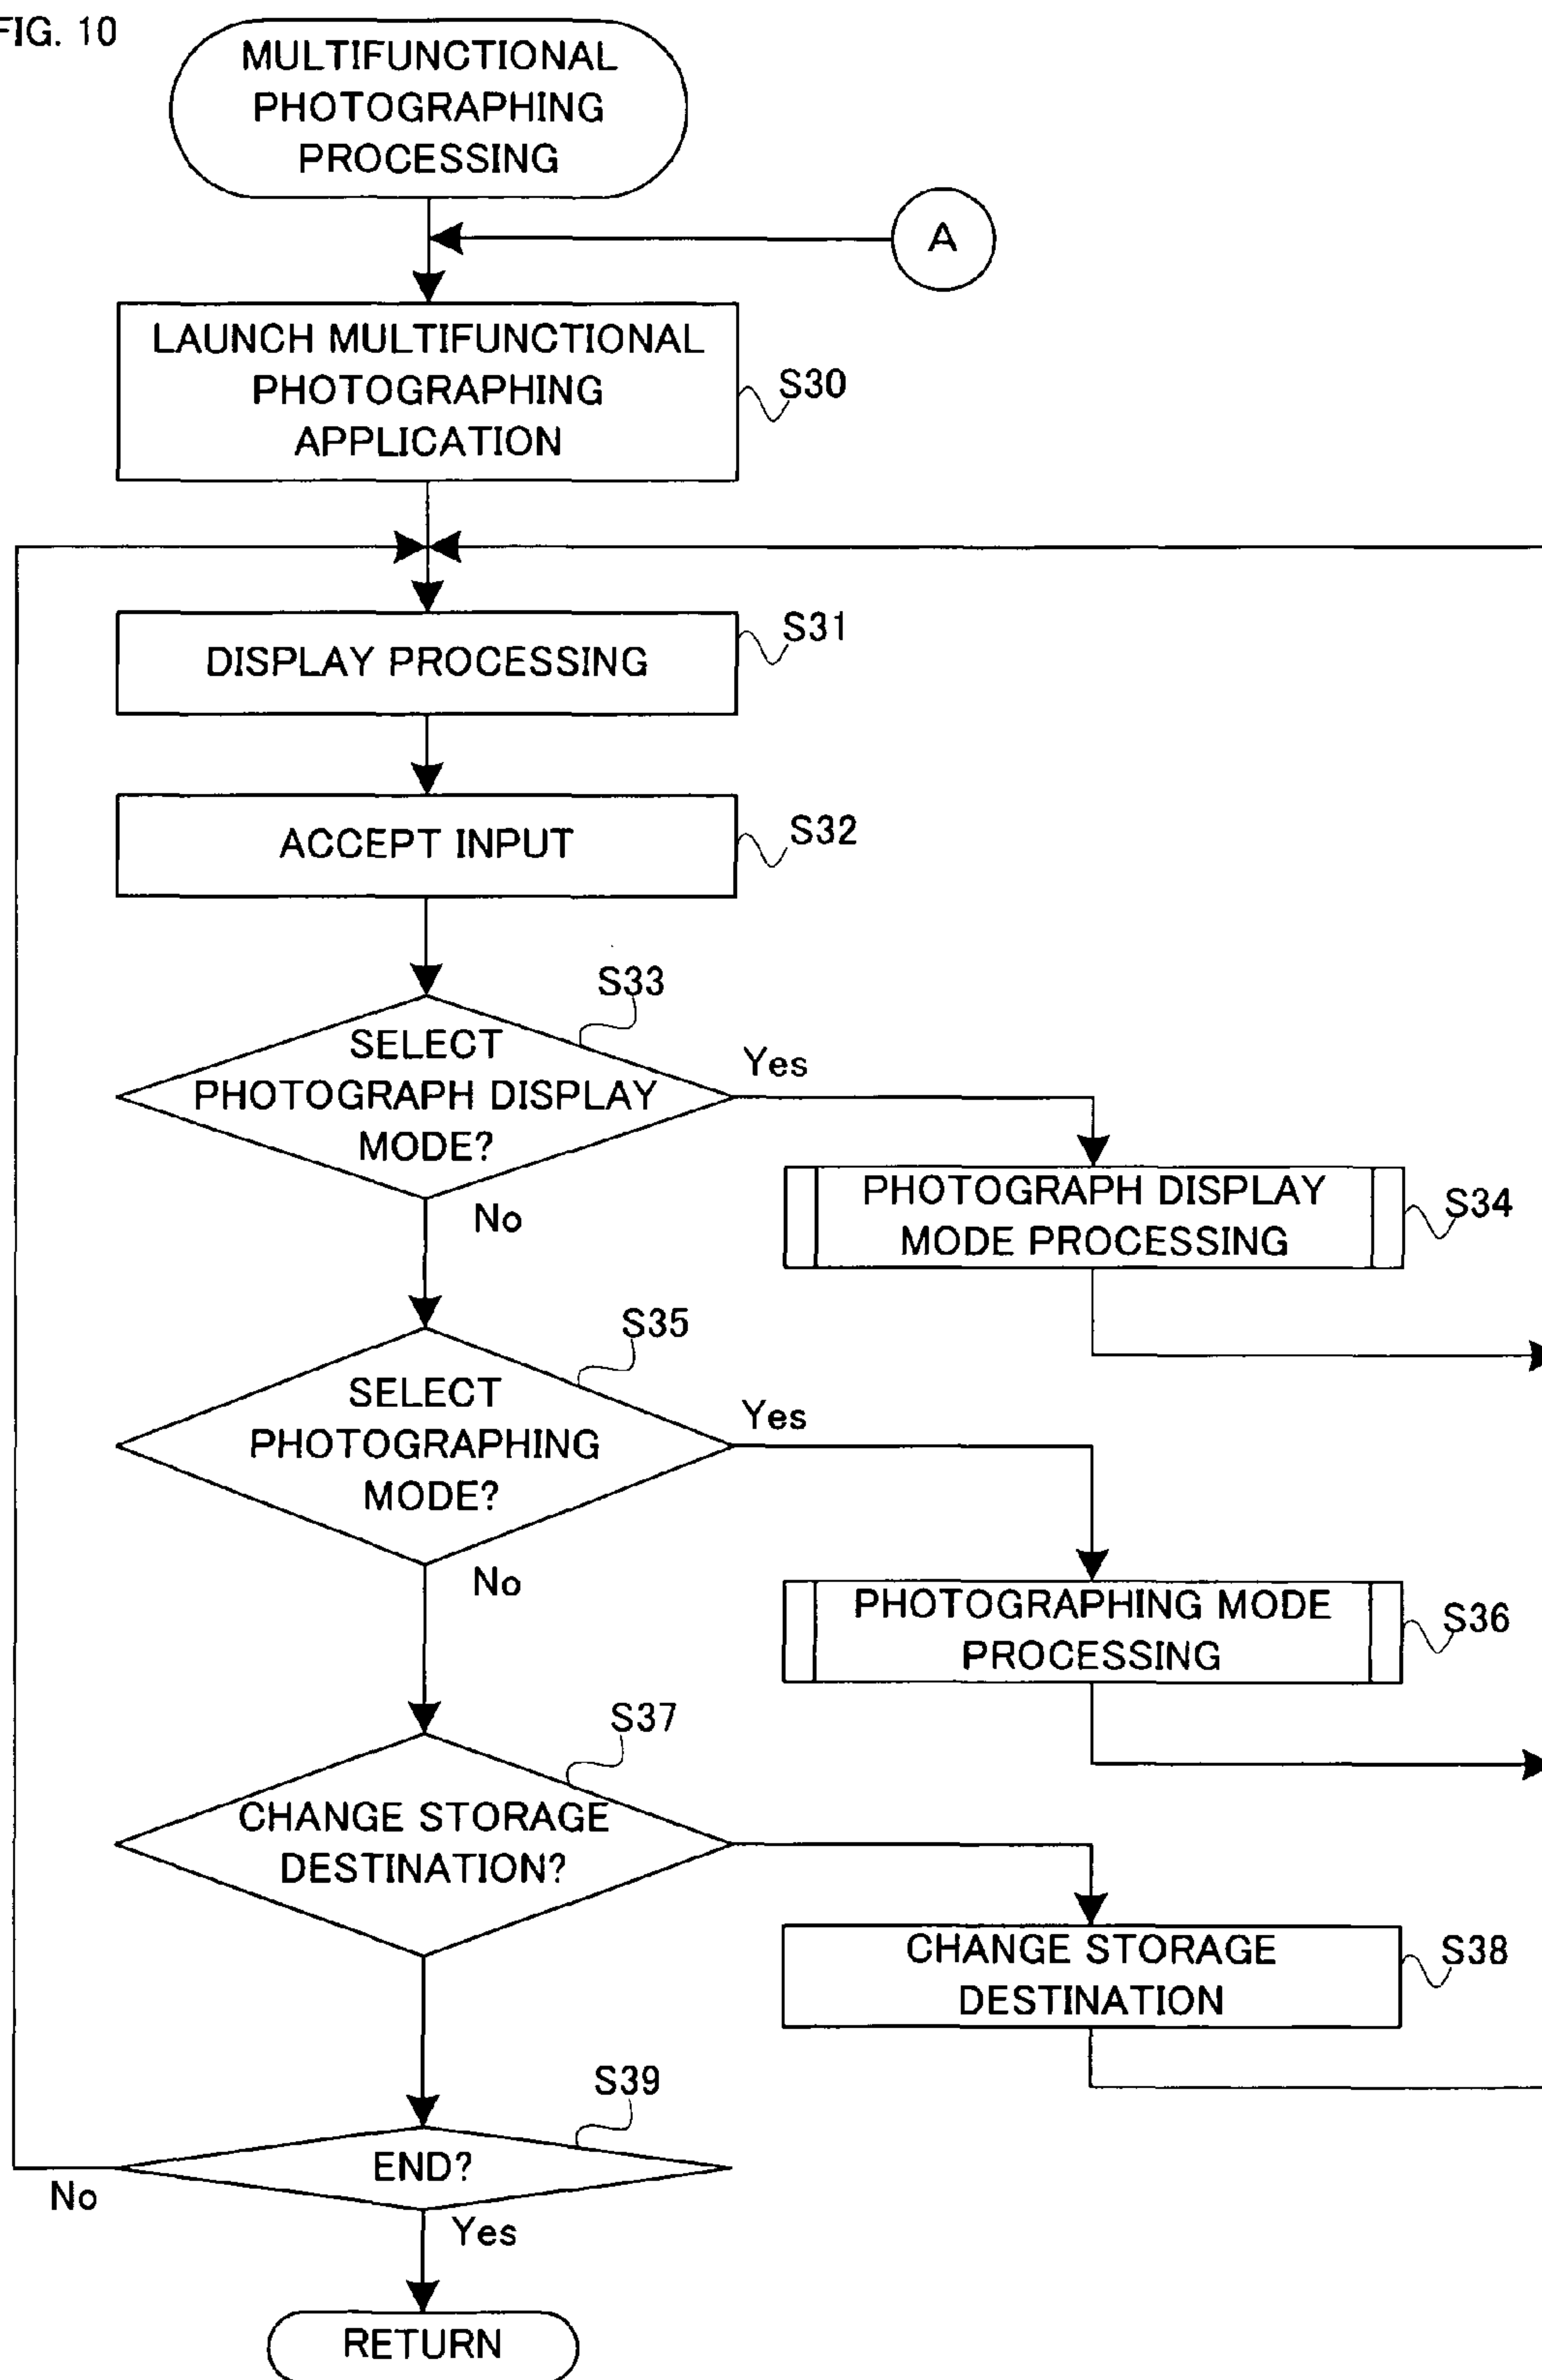 FIG. 10
MULTIFUNCTIONAL
PHOTOGRAPHING
PROCESSING
A
LAUNCH MULTIFUNCTIONAL
PHOTOGRAPHING
APPLICATION
S30
DISPLAY PROCESSING
S31
ACCEPT INPUT
S32
S33
SELECT
PHOTOGRAPH DISPLAY
MODE?
Yes
No
PHOTOGRAPH DISPLAY
MODE PROCESSING
S34
S35
SELECT
PHOTOGRAPHING
MODE?
Yes
No
PHOTOGRAPHING MODE
PROCESSING
S36
S37
CHANGE STORAGE
DESTINATION?
CHANGE STORAGE
DESTINATION
S38
S39
END?
No
Yes
RETURN